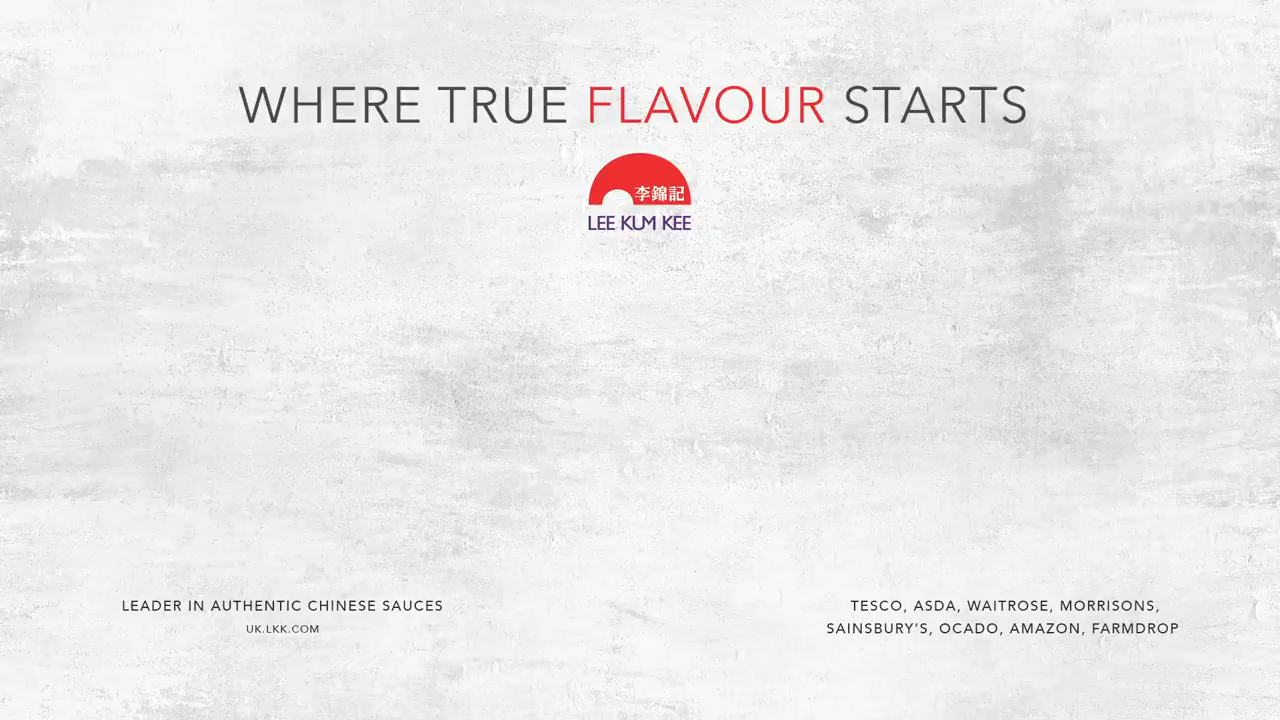 WHERE TRUE FLAVOUR STARTS
李錦記
LEE KUM KEE
LEADER IN AUTHENTIC CHINESE SAUCES
UK.LKK.COM
TESCO, ASDA, WAITROSE, MORRISONS,
SAINSBURY’S, OCADO, AMAZON, FARMDROP